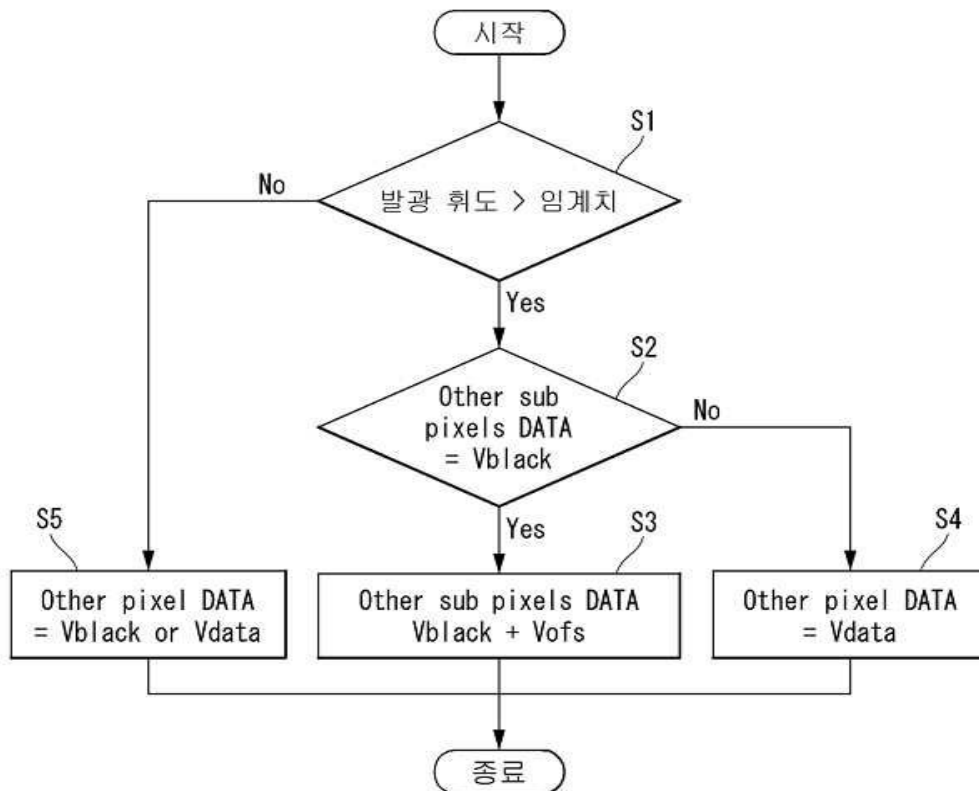 시작
S1
No
발광 휘도 > 임계치
Yes
S2
Other sub
pixels DATA
= Vblack
No
Yes
S5
S3
S4
Other pixel DATA
= Vblack or Vdata
Other sub pixels DATA
Vblack + Vofs
Other pixel DATA
= Vdata
종료